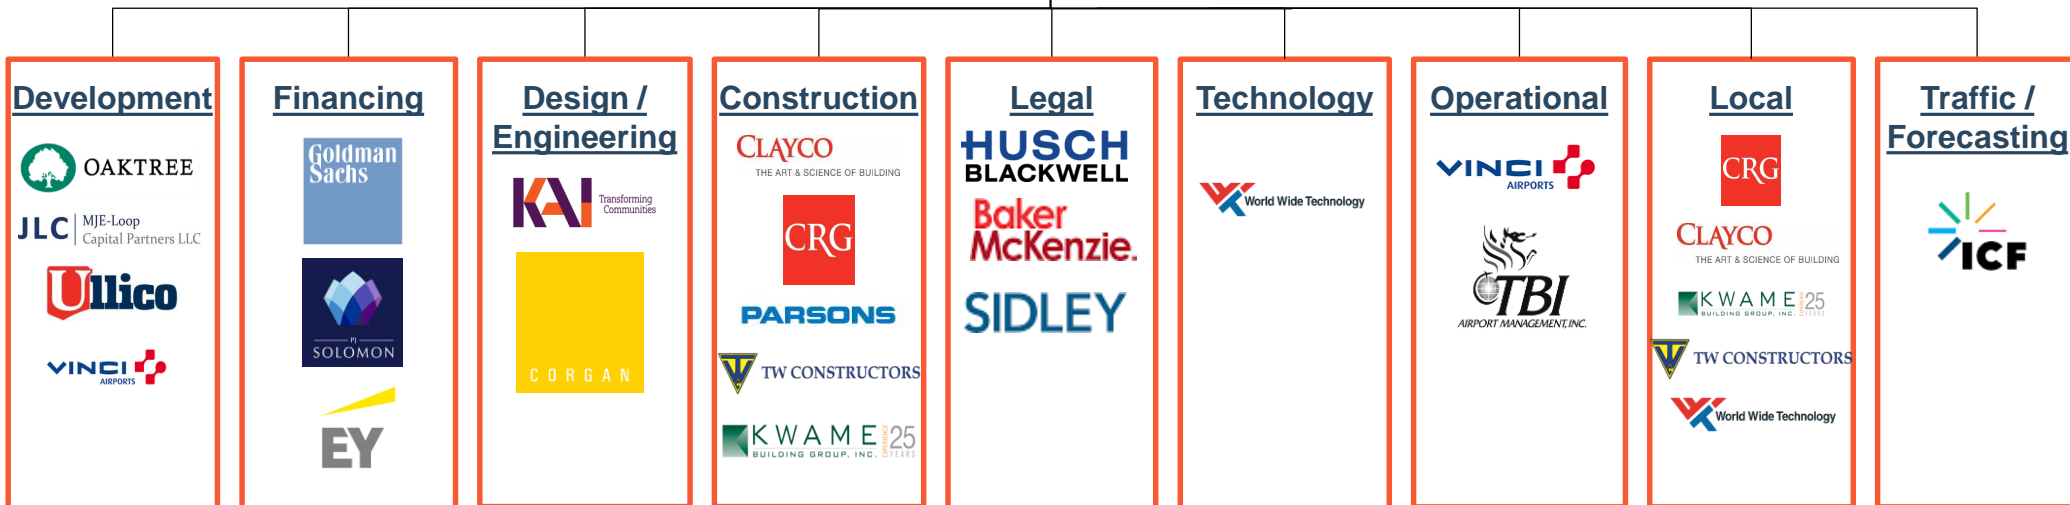 Development
OAKTREE
JLC
MJE-Loop
Capital Partners LLC
Ullico
VINCI
AIRPORTS
Financing
Goldman
Sachs
PJ
SOLOMON
EY
Design /
Engineering
KAI
Transforming
Communities
CORGAN
Construction
CLAYCO
THE ART & SCIENCE OF BUILDING
CRG
PARSONS
TW CONSTRUCTORS
KWAME
BUILDING GROUP, INC.
EXPERIENCE
25
YEARS
Legal
HUSCH
BLACKWELL
Baker
McKenzie.
SIDLEY
Technology
World Wide Technology
Operational
VINCI
AIRPORTS
TBI
AIRPORT MANAGEMENT, INC.
Local
CRG
CLAYCO
THE ART & SCIENCE OF BUILDING
KWAME
BUILDING GROUP, INC.
EXPERIENCE
25
YEARS
TW CONSTRUCTORS
World Wide Technology
Traffic /
Forecasting
ICF